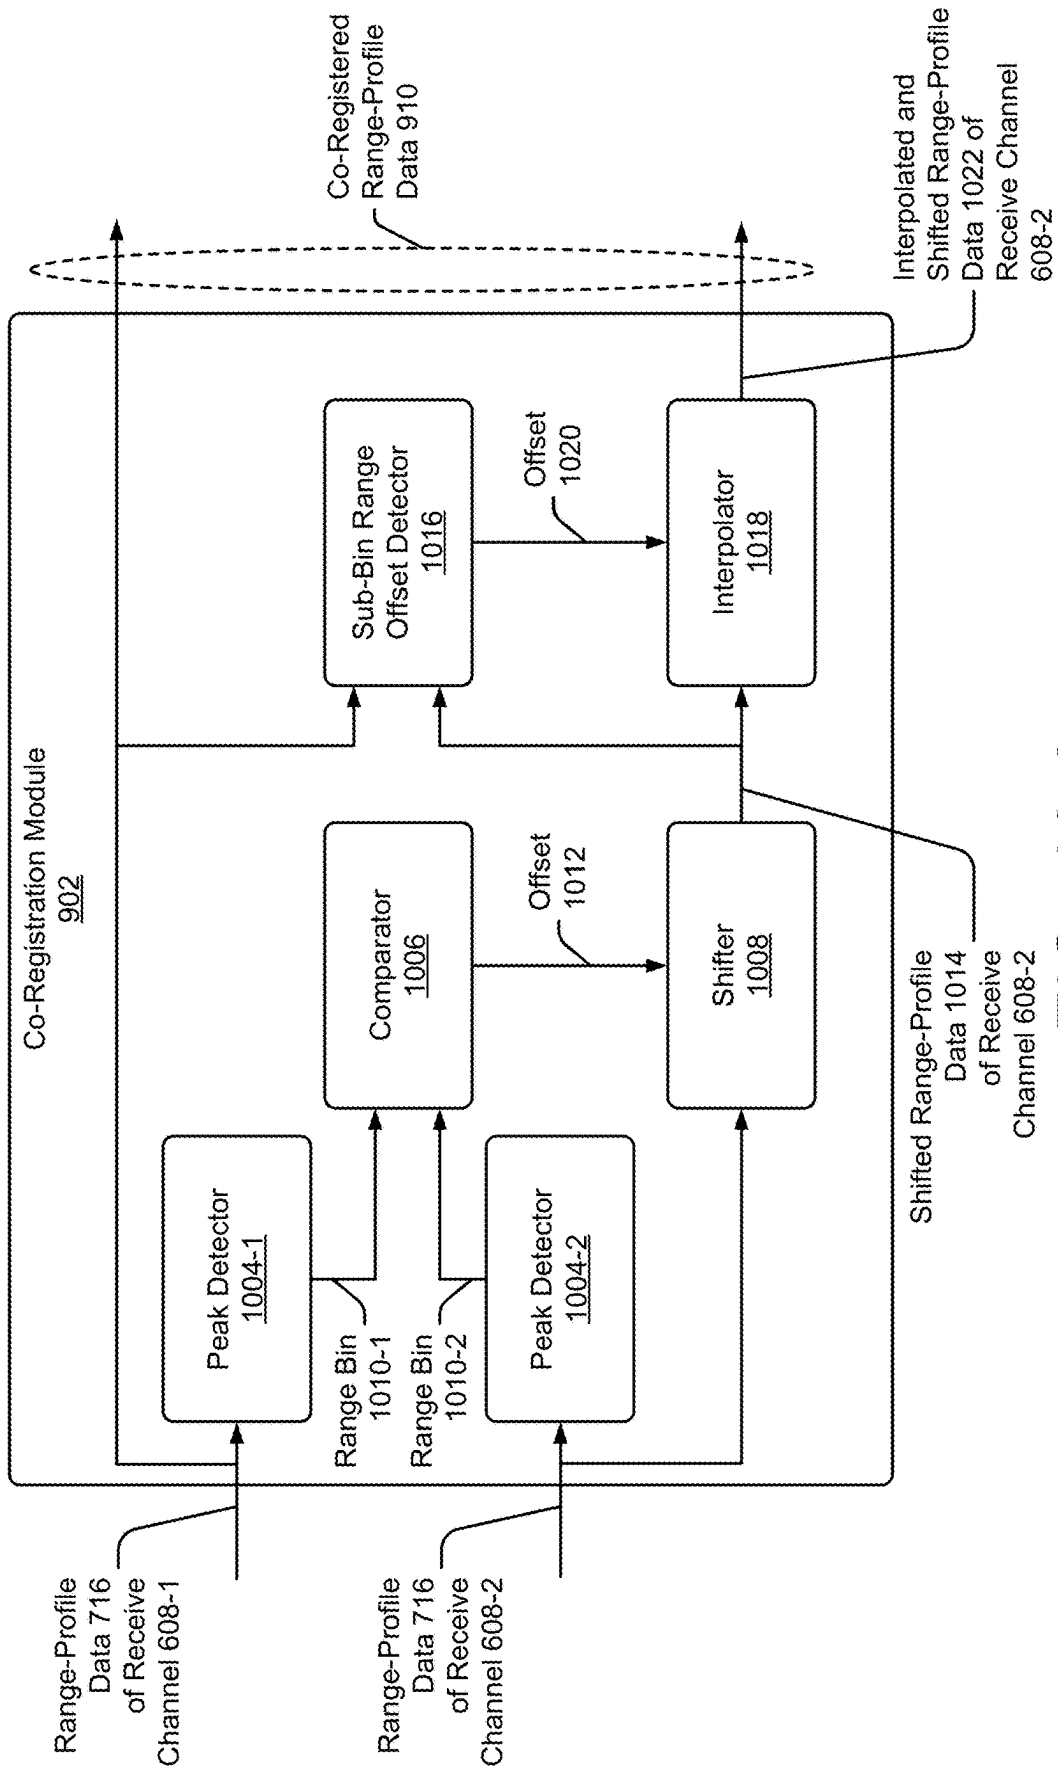 Co-Registration Module
902
Range-Profile
Data 716
of Receive
Channel 608-1
Peak Detector
1004-1
Range Bin
1010-1
Range Bin
1010-2
Range-Profile
Data 716
of Receive
Channel 608-2
Peak Detector
1004-2
Comparator
1006
Offset
1012
Shifter
1008
Shifted Range-Profile
Data 1014
of Receive
Channel 608-2
Sub-Bin Range
Offset Detector
1016
Offset
1020
Interpolator
1018
Co-Registered
Range-Profile
Data 910
Interpolated and
Shifted Range-Profile
Data 1022 of
Receive Channel
608-2